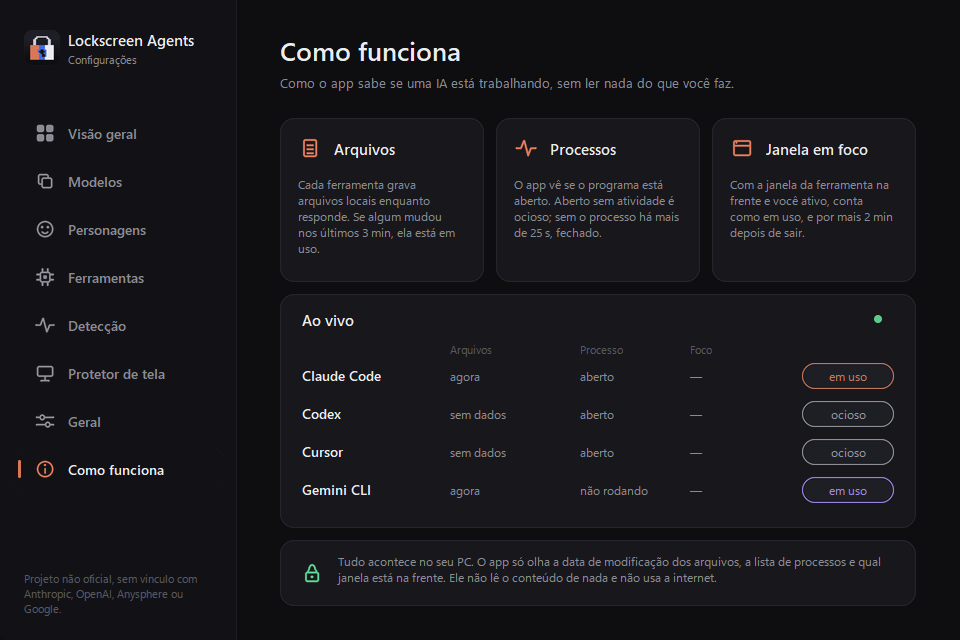 Lockscreen Agents
Configurações
Visão geral
Modelos
Personagens
Ferramentas
Detecção
Protetor de tela
Geral
Como funciona
Projeto não oficial, sem vínculo com
Anthropic, OpenAI, Anysphere ou
Google.
Como funciona
Como o app sabe se uma IA está trabalhando, sem ler nada do que você faz.
Arquivos
Cada ferramenta grava
arquivos locais enquanto
responde. Se algum mudou
nos últimos 3 min, ela está em
uso.
Processos
O app vê se o programa está
aberto. Aberto sem atividade é
ocioso; sem o processo há mais
de 25 s, fechado.
Janela em foco
Com a janela da ferramenta na
frente e você ativo, conta
como em uso, e por mais 2 min
depois de sair.
Ao vivo
Arquivos Processo Foco
Claude Code agora aberto — em uso
Codex sem dados aberto — ocioso
Cursor sem dados aberto — ocioso
Gemini CLI agora não rodando — em uso
Tudo acontece no seu PC. O app só olha a data de modificação dos arquivos, a lista de processos e qual
janela está na frente. Ele não lê o conteúdo de nada e não usa a internet.